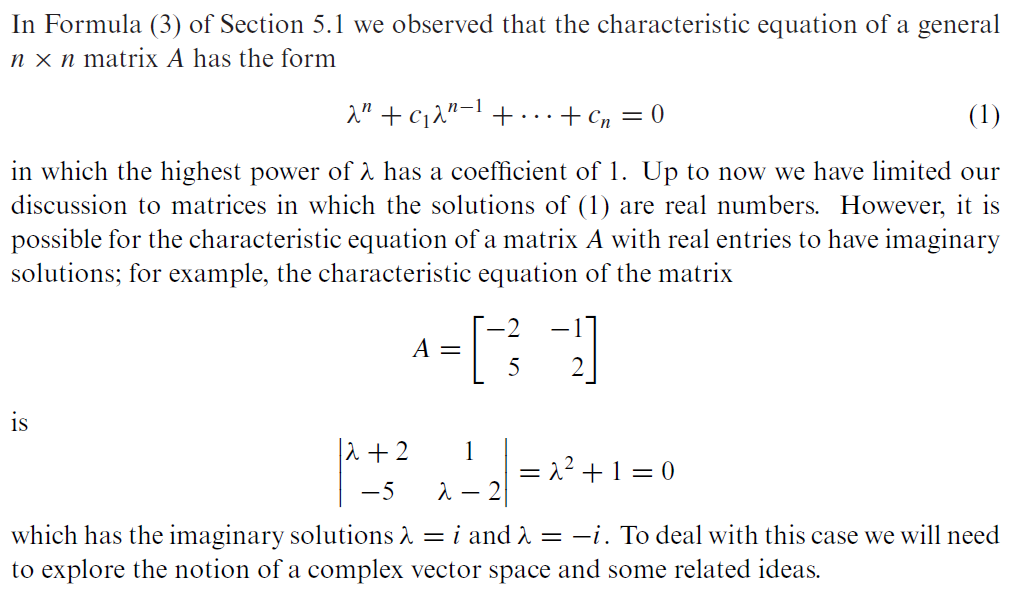 In Formula (3) of Section 5.1 we observed that the characteristic equation of a general
n × n matrix A has the form
λⁿ + c₁λⁿ⁻¹ + · · · + cₙ = 0 (1)
in which the highest power of λ has a coefficient of 1. Up to now we have limited our
discussion to matrices in which the solutions of (1) are real numbers. However, it is
possible for the characteristic equation of a matrix A with real entries to have imaginary
solutions; for example, the characteristic equation of the matrix
A = [−2 −1
5 2]
is
|λ + 2 1
−5 λ − 2| = λ² + 1 = 0
which has the imaginary solutions λ = i and λ = −i. To deal with this case we will need
to explore the notion of a complex vector space and some related ideas.